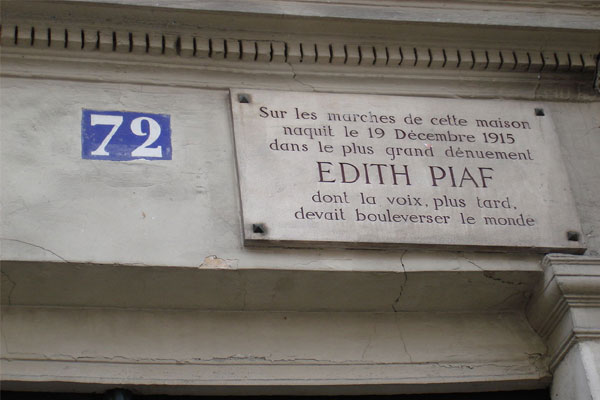 72
Sur les marches de cette maison
naquit le 19 Décembre 1915
dans le plus grand dénuement
EDITH PIAF
dont la voix, plus tard,
devait bouleverser le monde